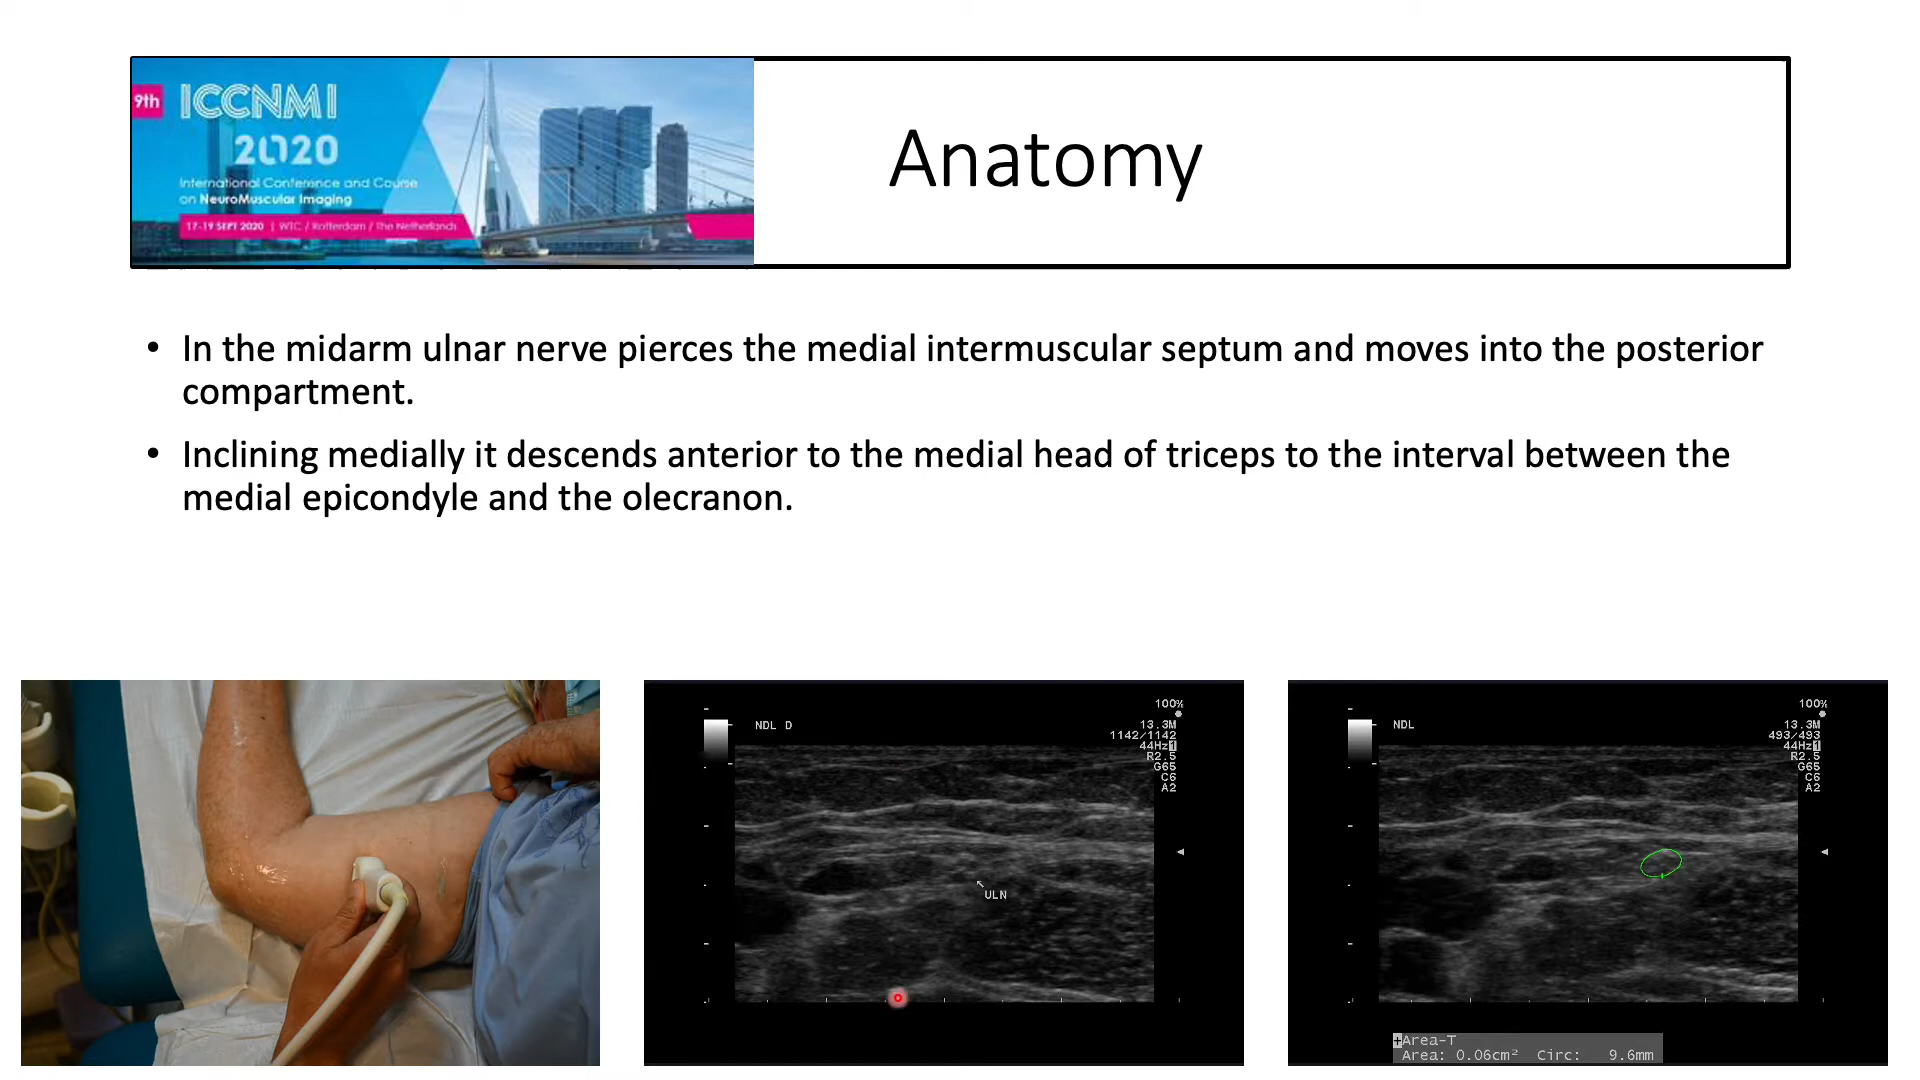 9th
ICCNMI
2020
International Conference and Course
on NeuroMuscular Imaging
17-19 SEPT 2020 | WTC / Rotterdam / The Netherlands
Anatomy
• In the midarm ulnar nerve pierces the medial intermuscular septum and moves into the posterior
compartment.
• Inclining medially it descends anterior to the medial head of triceps to the interval between the
medial epicondyle and the olecranon.
NDL D
100%
13.3M
1142/1142
44Hz1
R2.5
G65
C6
A2
ULN
NDL
100%
13.3M
493/493
44Hz1
R2.5
G65
C6
A2
+Area-T
Area: 0.06cm² Circ: 9.6mm